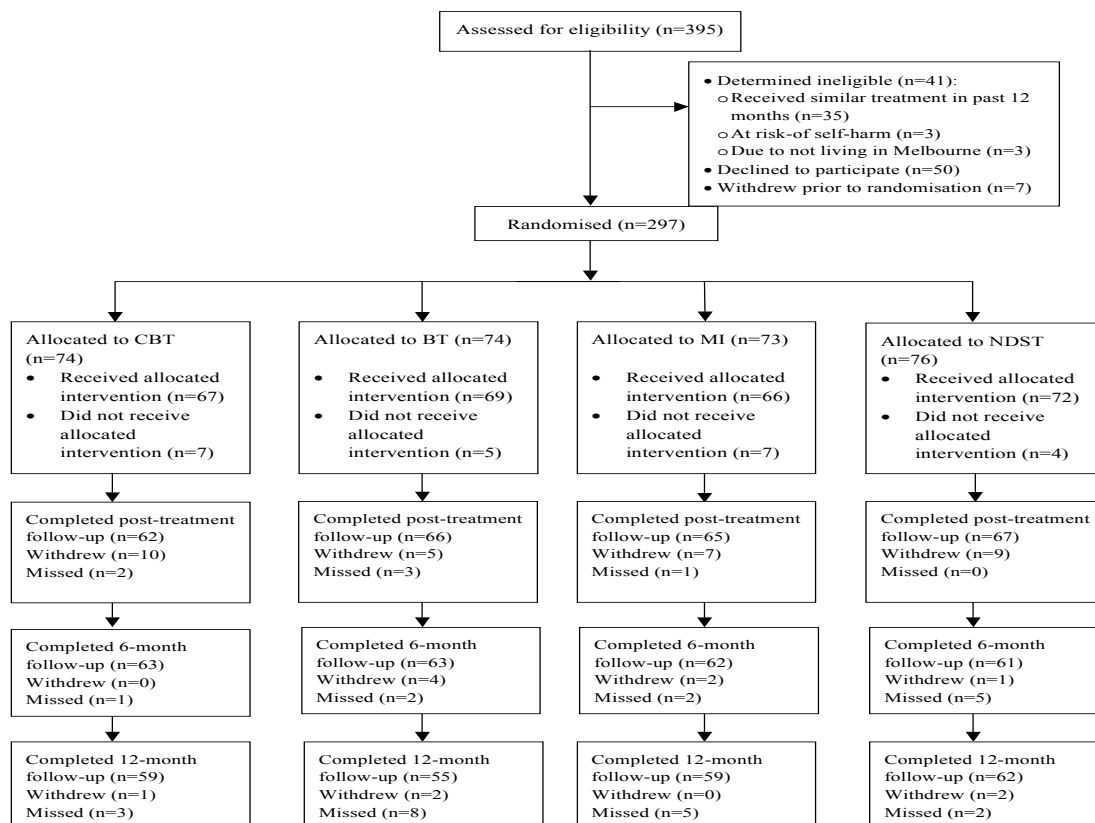 Assessed for eligibility (n=395)
• Determined ineligible (n=41):
○ Received similar treatment in past 12
months (n=35)
○ At risk-of self-harm (n=3)
○ Due to not living in Melbourne (n=3)
• Declined to participate (n=50)
• Withdrew prior to randomisation (n=7)
Randomised (n=297)
Allocated to CBT
(n=74)
• Received allocated
intervention (n=67)
• Did not receive
allocated
intervention (n=7)
Allocated to BT (n=74)
• Received allocated
intervention (n=69)
• Did not receive
allocated
intervention (n=5)
Allocated to MI (n=73)
• Received allocated
intervention (n=66)
• Did not receive
allocated
intervention (n=7)
Allocated to NDST
(n=76)
• Received allocated
intervention (n=72)
• Did not receive
allocated
intervention (n=4)
Completed post-treatment
follow-up (n=62)
Withdrew (n=10)
Missed (n=2)
Completed post-treatment
follow-up (n=66)
Withdrew (n=5)
Missed (n=3)
Completed post-treatment
follow-up (n=65)
Withdrew (n=7)
Missed (n=1)
Completed post-treatment
follow-up (n=67)
Withdrew (n=9)
Missed (n=0)
Completed 6-month
follow-up (n=63)
Withdrew (n=0)
Missed (n=1)
Completed 6-month
follow-up (n=63)
Withdrew (n=4)
Missed (n=2)
Completed 6-month
follow-up (n=62)
Withdrew (n=2)
Missed (n=2)
Completed 6-month
follow-up (n=61)
Withdrew (n=1)
Missed (n=5)
Completed 12-month
follow-up (n=59)
Withdrew (n=1)
Missed (n=3)
Completed 12-month
follow-up (n=55)
Withdrew (n=2)
Missed (n=8)
Completed 12-month
follow-up (n=59)
Withdrew (n=0)
Missed (n=5)
Completed 12-month
follow-up (n=62)
Withdrew (n=2)
Missed (n=2)